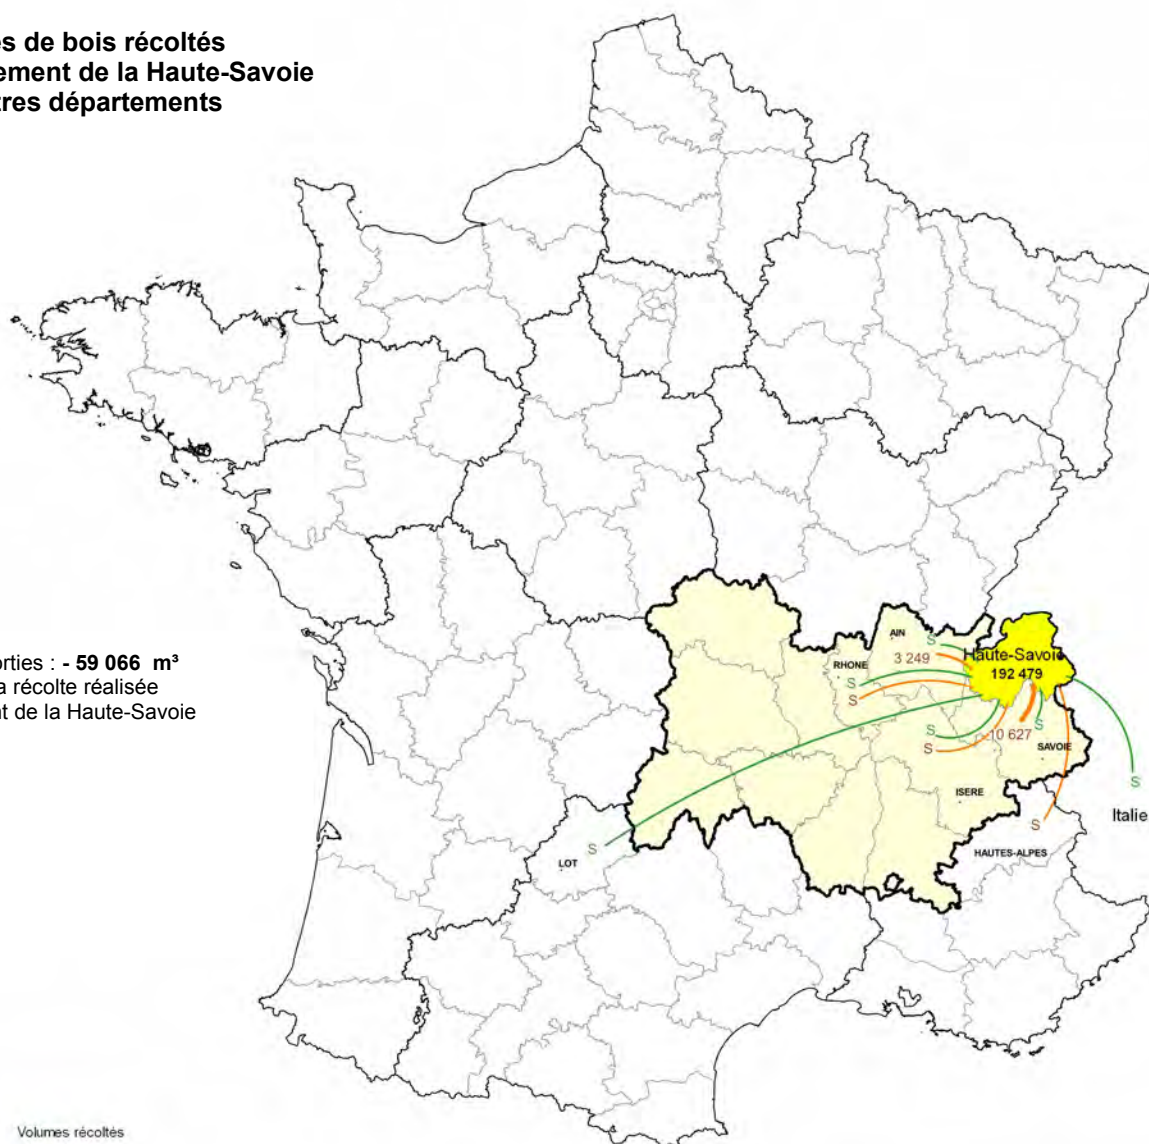 es de bois récoltés
ement de la Haute-Savoie
tres départements
orties : - 59 066 m³
a récolte réalisée
nt de la Haute-Savoie
AIN
S
3 249
Haute-Savoie
192 479
RHONE
S
S
S
S
10 627
S
SAVOIE
ISERE
S
Italie
S
HAUTES-ALPES
S
LOT
Volumes récoltés